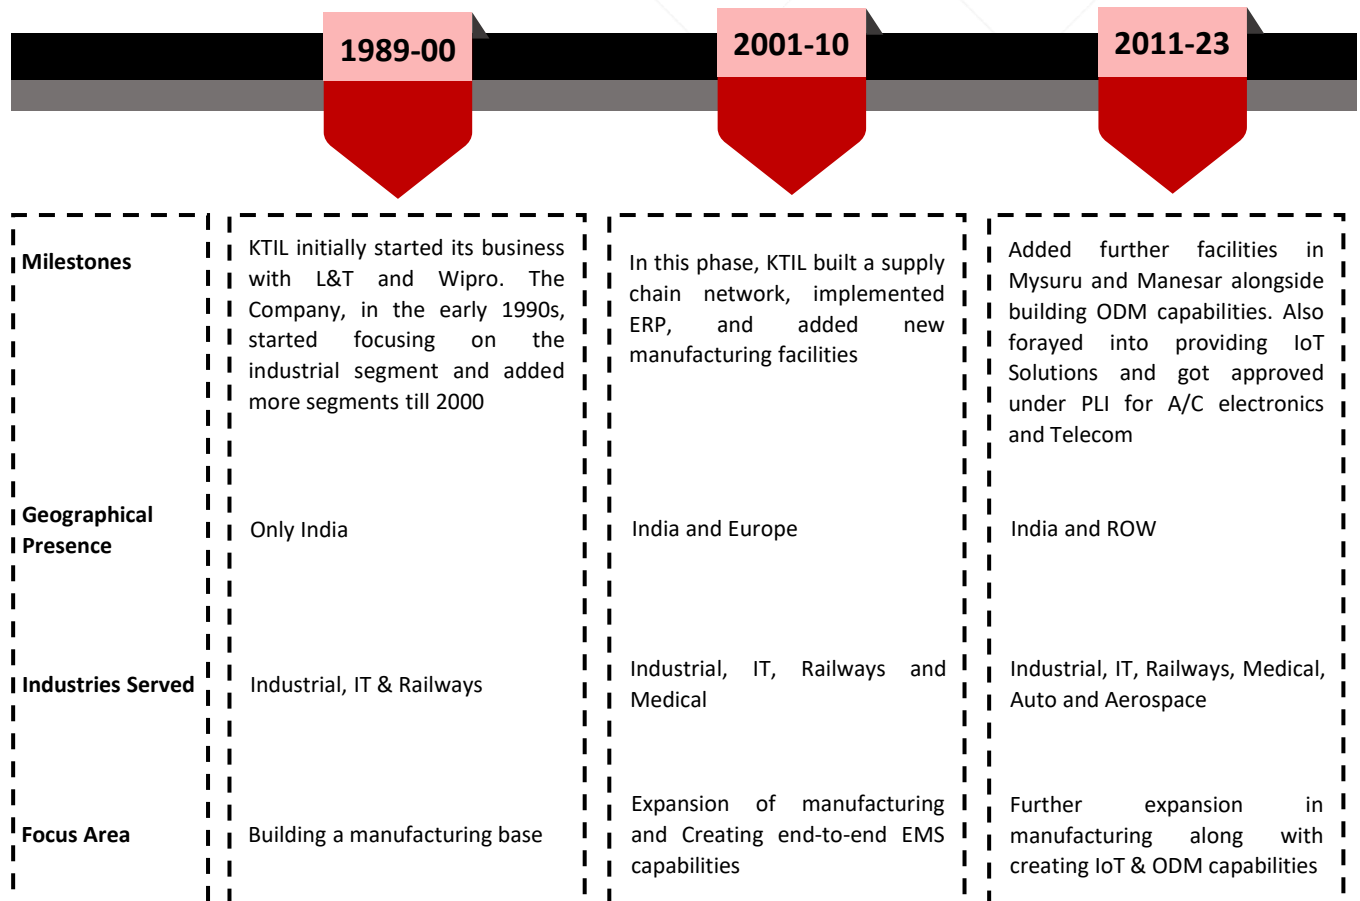 1989-00
2001-10
2011-23
Milestones
KTIL initially started its business
with L&T and Wipro. The
Company, in the early 1990s,
started focusing on the
industrial segment and added
more segments till 2000
In this phase, KTIL built a supply
chain network, implemented
ERP, and added new
manufacturing facilities
Added further facilities in
Mysuru and Manesar alongside
building ODM capabilities. Also
forayed into providing IoT
Solutions and got approved
under PLI for A/C electronics
and Telecom
Geographical
Presence
Only India
India and Europe
India and ROW
Industries Served
Industrial, IT & Railways
Industrial, IT, Railways and
Medical
Industrial, IT, Railways, Medical,
Auto and Aerospace
Focus Area
Building a manufacturing base
Expansion of manufacturing
and Creating end-to-end EMS
capabilities
Further expansion in
manufacturing along with
creating IoT & ODM capabilities